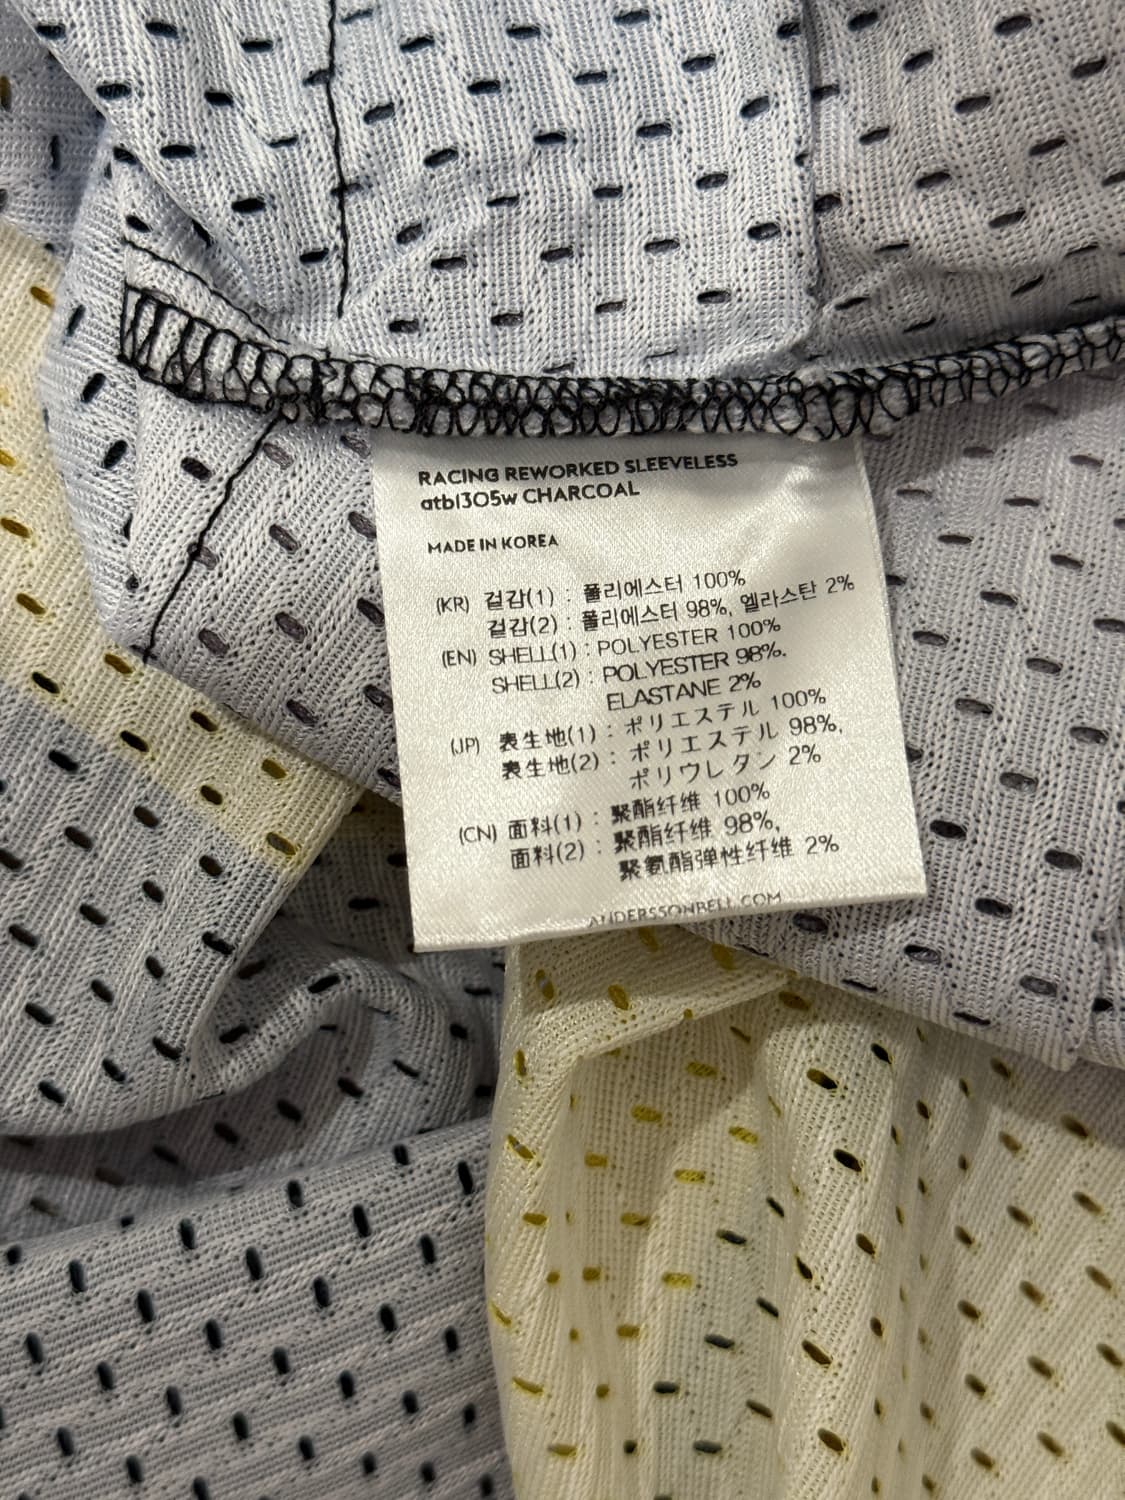 RACING REWORKED SLEEVELESS
atb1305w CHARCOAL
MADE IN KOREA
(KR) 겉감(1) : 폴리에스터 100%
겉감(2) : 폴리에스터 98%, 엘라스탄 2%
(EN) SHELL(1) : POLYESTER 100%
SHELL(2) : POLYESTER 98%.
ELASTANE 2%
(JP) 表生地(1) : ポリエステル 100%
表生地(2) : ポリエステル 98%,
ポリウレタン 2%
(CN) 面料(1) : 聚酯纤维 100%
面料(2) : 聚酯纤维 98%,
聚氨酯弹性纤维 2%
ANDERSSONBELL.COM